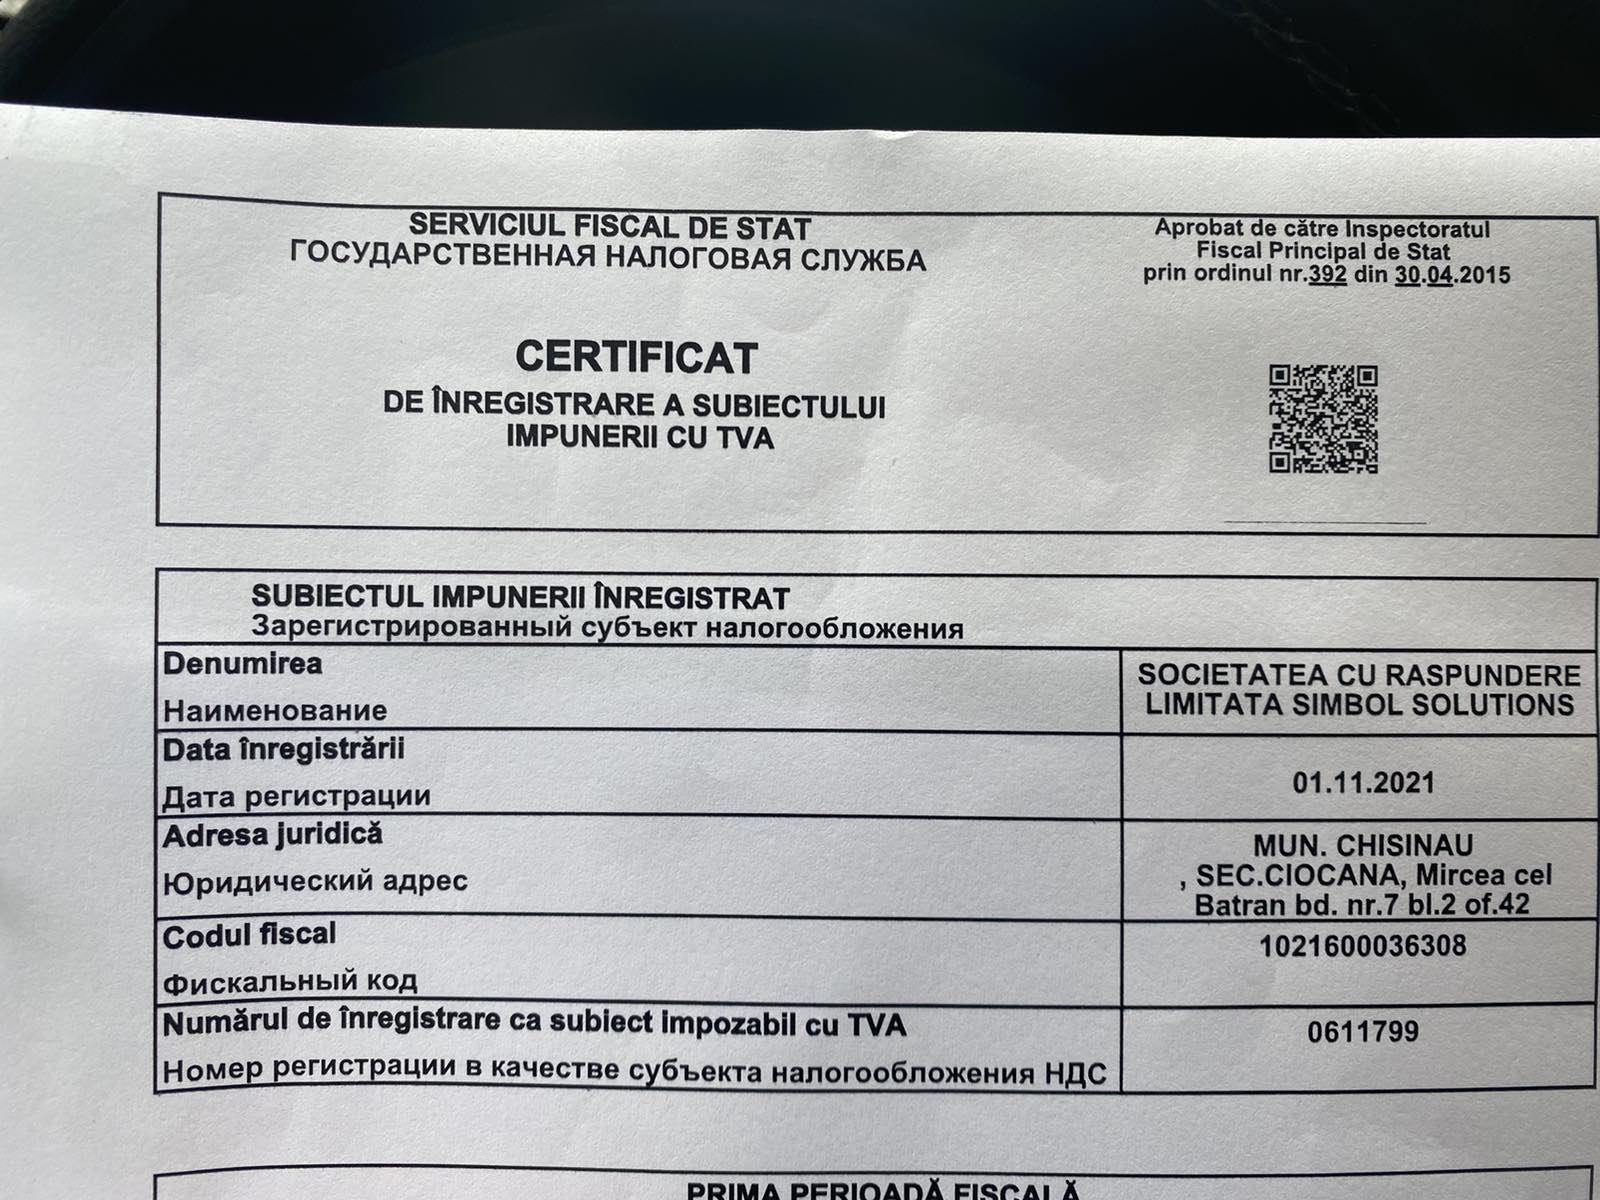 SERVICIUL FISCAL DE STAT
ГОСУДАРСТВЕННАЯ НАЛОГОВАЯ СЛУЖБА
Aprobat de către Inspectoratul
Fiscal Principal de Stat
prin ordinul nr.392 din 30.04.2015
CERTIFICAT
DE ÎNREGISTRARE A SUBIECTULUI
IMPUNERII CU TVA
SUBIECTUL IMPUNERII ÎNREGISTRAT
Зарегистрированный субъект налогообложения
Denumirea
Наименование
SOCIETATEA CU RASPUNDERE
LIMITATA SIMBOL SOLUTIONS
Data înregistrării
Дата регистрации
01.11.2021
Adresa juridică
Юридический адрес
MUN. CHISINAU
, SEC.CIOCANA, Mircea cel
Batran bd. nr.7 bl.2 of.42
Codul fiscal
Фискальный код
1021600036308
Numărul de înregistrare ca subiect impozabil cu TVA
Номер регистрации в качестве субъекта налогообложения НДС
0611799
PRIMA PERIOADĂ FISCALĂ